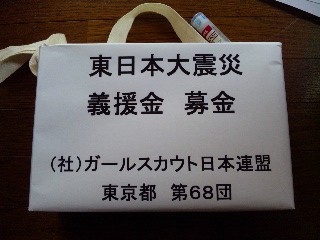 東日本大震災
義援金　募金
（社）ガールスカウト日本連盟
東京都　第６８団